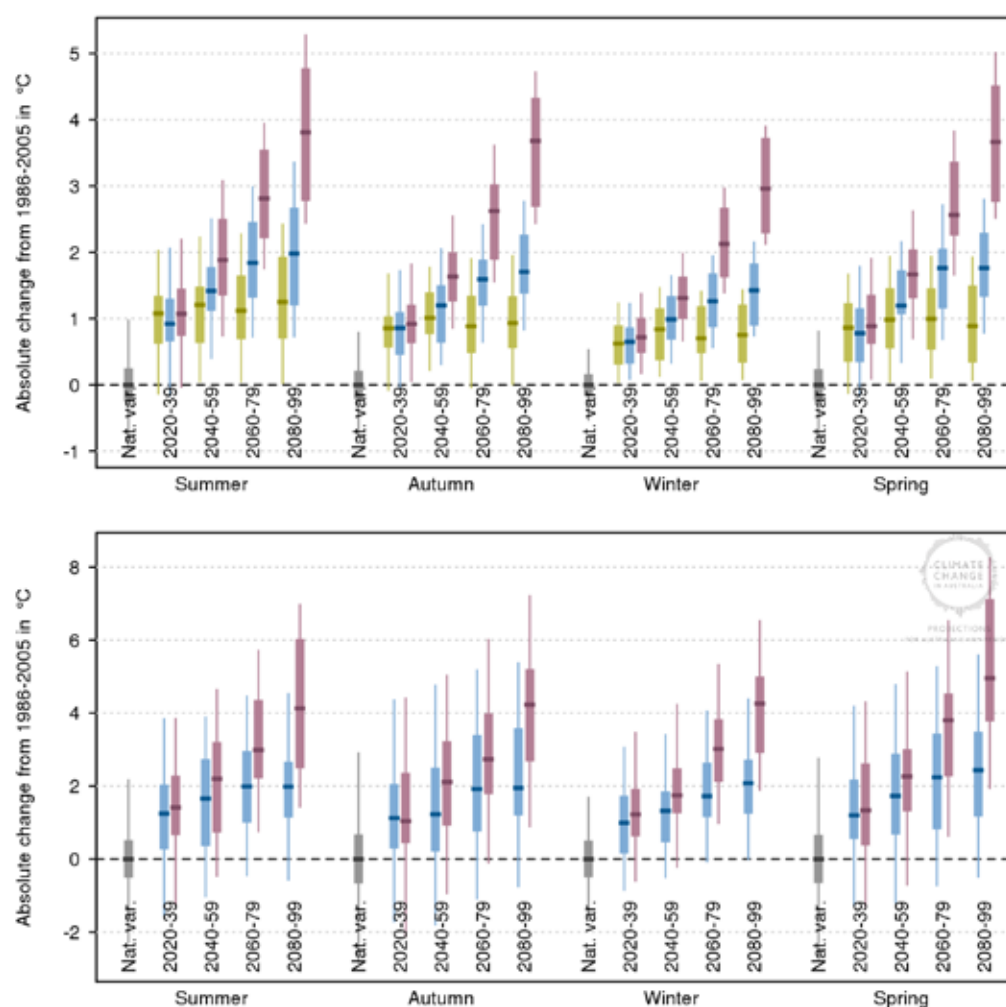 Absolute change from 1986-2005 in °C
5
4
3
2
1
0
-1
Nat. var.
2020-39
2040-59
2060-79
2080-99
Nat. var.
2020-39
2040-59
2060-79
2080-99
Nat. var.
2020-39
2040-59
2060-79
2080-99
Nat. var.
2020-39
2040-59
2060-79
2080-99
Summer
Autumn
Winter
Spring
Absolute change from 1986-2005 in °C
8
6
4
2
0
-2
CLIMATE
CHANGE
IN AUSTRALIA
PROJECTIONS
Nat. var.
2020-39
2040-59
2060-79
2080-99
Nat. var.
2020-39
2040-59
2060-79
2080-99
Nat. var.
2020-39
2040-59
2060-79
2080-99
Nat. var.
2020-39
2040-59
2060-79
2080-99
Summer
Autumn
Winter
Spring